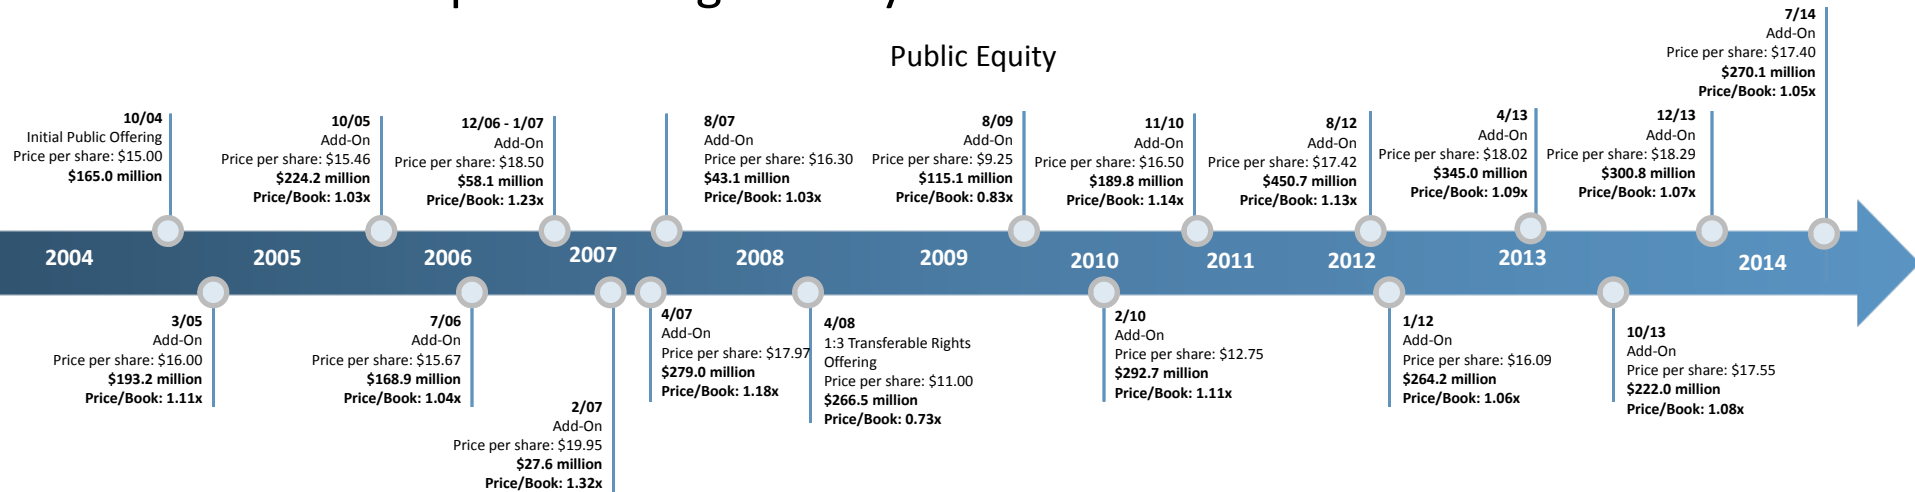 Public Equity
7/14
Add-On
Price per share: $17.40
$270.1 million
Price/Book: 1.05x
10/04
Initial Public Offering
Price per share: $15.00
$165.0 million
10/05
Add-On
Price per share: $15.46
$224.2 million
Price/Book: 1.03x
12/06 - 1/07
Add-On
Price per share: $18.50
$58.1 million
Price/Book: 1.23x
8/07
Add-On
Price per share: $16.30
$43.1 million
Price/Book: 1.03x
8/09
Add-On
Price per share: $9.25
$115.1 million
Price/Book: 0.83x
11/10
Add-On
Price per share: $16.50
$189.8 million
Price/Book: 1.14x
8/12
Add-On
Price per share: $17.42
$450.7 million
Price/Book: 1.13x
4/13
Add-On
Price per share: $18.02
$345.0 million
Price/Book: 1.09x
12/13
Add-On
Price per share: $18.29
$300.8 million
Price/Book: 1.07x
2004
2005
2006
2007
2008
2009
2010
2011
2012
2013
2014
3/05
Add-On
Price per share: $16.00
$193.2 million
Price/Book: 1.11x
7/06
Add-On
Price per share: $15.67
$168.9 million
Price/Book: 1.04x
2/07
Add-On
Price per share: $19.95
$27.6 million
Price/Book: 1.32x
4/07
Add-On
Price per share: $17.97
$279.0 million
Price/Book: 1.18x
4/08
1:3 Transferable Rights
Offering
Price per share: $11.00
$266.5 million
Price/Book: 0.73x
2/10
Add-On
Price per share: $12.75
$292.7 million
Price/Book: 1.11x
1/12
Add-On
Price per share: $16.09
$264.2 million
Price/Book: 1.06x
10/13
Add-On
Price per share: $17.55
$222.0 million
Price/Book: 1.08x